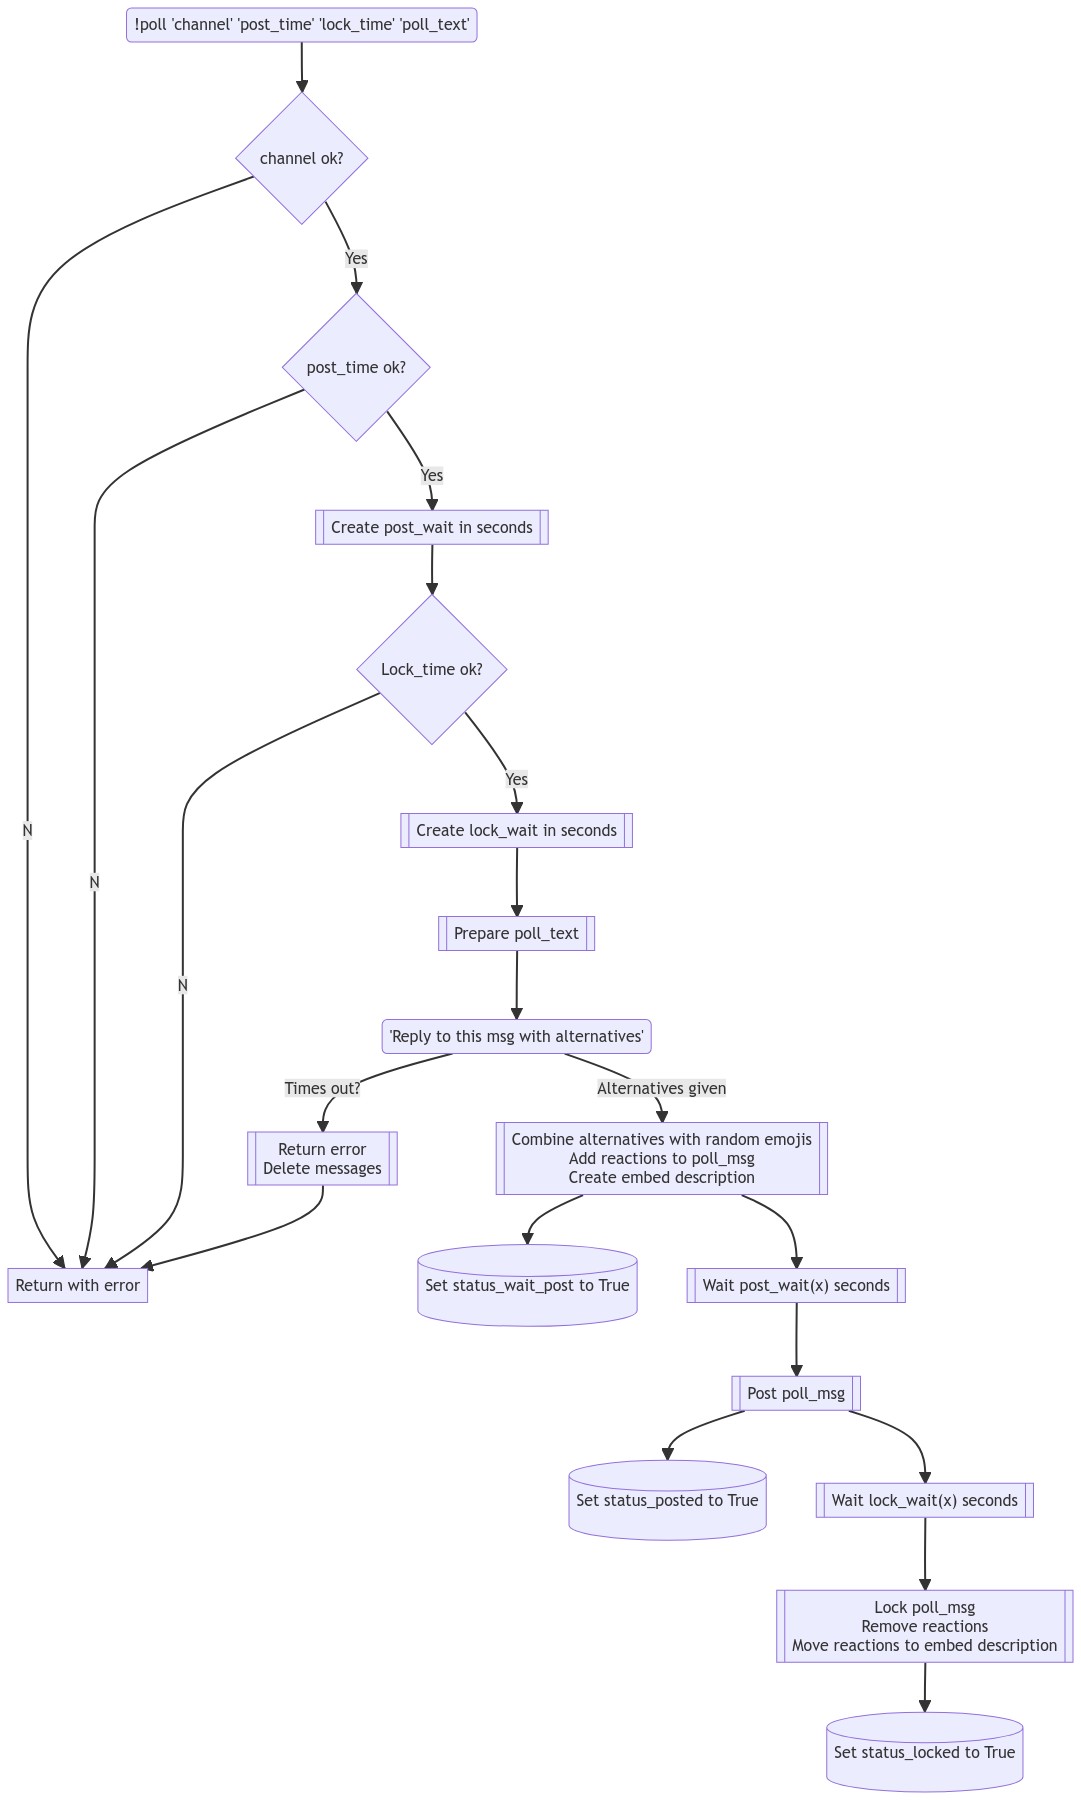 !poll 'channel' 'post_time' 'lock_time' 'poll_text'
channel ok?
Yes
post_time ok?
Yes
Create post_wait in seconds
Lock_time ok?
Yes
N
Create lock_wait in seconds
N
Prepare poll_text
N
'Reply to this msg with alternatives'
Times out?
Alternatives given
Return error
Delete messages
Combine alternatives with random emojis
Add reactions to poll_msg
Create embed description
Return with error
Set status_wait_post to True
Wait post_wait(x) seconds
Post poll_msg
Set status_posted to True
Wait lock_wait(x) seconds
Lock poll_msg
Remove reactions
Move reactions to embed description
Set status_locked to True